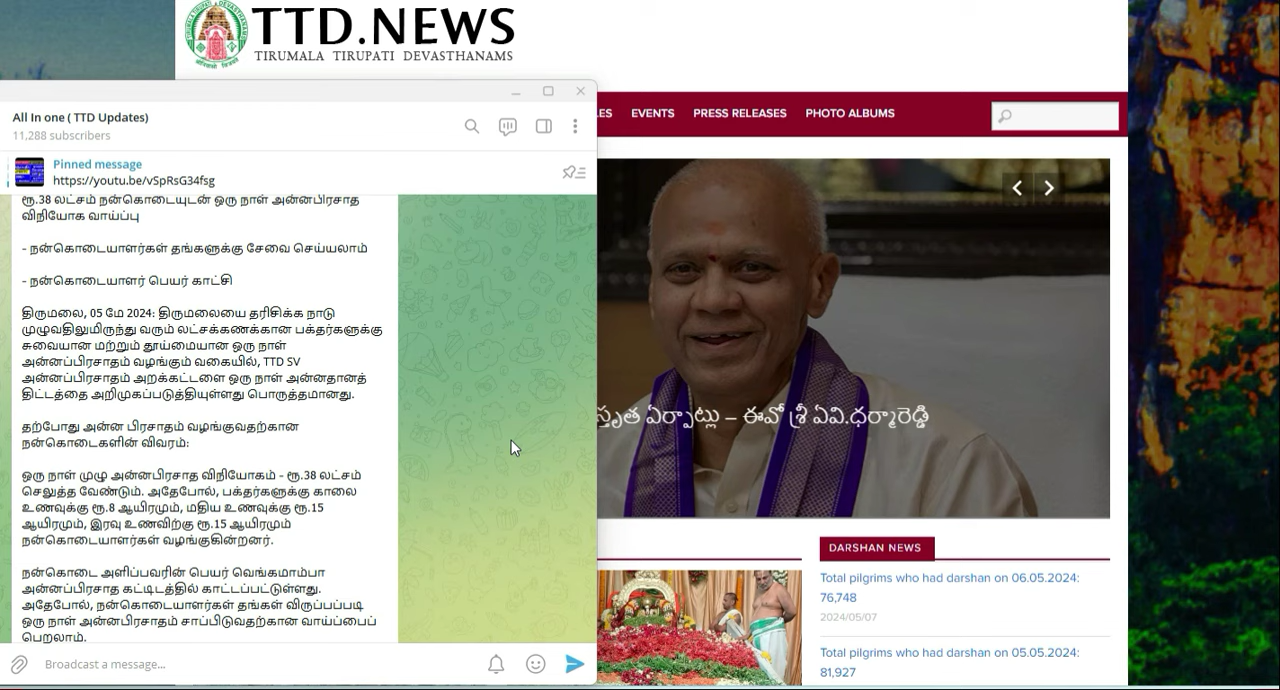 TTD.NEWS
TIRUMALA TIRUPATI DEVASTHANAMS
LES EVENTS PRESS RELEASES PHOTO ALBUMS
All In one ( TTD Updates)
11,288 subscribers
Pinned message
https://youtu.be/vSpRsG34fsg
ரூ.38 லட்சம் நன்கொடையுடன் ஒரு நாள் அன்னபிரசாத
விநியோக வாய்ப்பு
- நன்கொடையாளர்கள் தங்களுக்கு சேவை செய்யலாம்
- நன்கொடையாளர் பெயர் காட்சி
திருமலை, 05 மே 2024: திருமலையை தரிசிக்க நாடு
முழுவதிலுமிருந்து வரும் லட்சக்கணக்கான பக்தர்களுக்கு
சுவையான மற்றும் தூய்மையான ஒரு நாள்
அன்னப்பிரசாதம் வழங்கும் வகையில், TTD SV
அன்னப்பிரசாதம் அறக்கட்டளை ஒரு நாள் அன்னதானத்
திட்டத்தை அறிமுகப்படுத்தியுள்ளது பொருத்தமானது.
தற்போது அன்ன பிரசாதம் வழங்குவதற்கான
நன்கொடைகளின் விவரம்:
ஒரு நாள் முழு அன்னபிரசாத விநியோகம் - ரூ.38 லட்சம்
செலுத்த வேண்டும். அதேபோல், பக்தர்களுக்கு காலை
உணவுக்கு ரூ.8 ஆயிரமும், மதிய உணவுக்கு ரூ.15
ஆயிரமும், இரவு உணவிற்கு ரூ.15 ஆயிரமும்
நன்கொடையாளர்கள் வழங்குகின்றனர்.
நன்கொடை அளிப்பவரின் பெயர் வெங்கமாம்பா
அன்னப்பிரசாத கட்டிடத்தில் காட்டப்பட்டுள்ளது.
அதேபோல், நன்கொடையாளர்கள் தங்கள் விருப்பப்படி
ஒரு நாள் அன்னபிரசாதம் சாப்பிடுவதற்கான வாய்ப்பைப்
பெறலாம்.
Broadcast a message...
స్తృత ఏర్పాట్లు – ఈవో శ్రీ ఏవి.ధర్మారెడ్డి
DARSHAN NEWS
Total pilgrims who had darshan on 06.05.2024:
76,748
2024/05/07
Total pilgrims who had darshan on 05.05.2024:
81,927